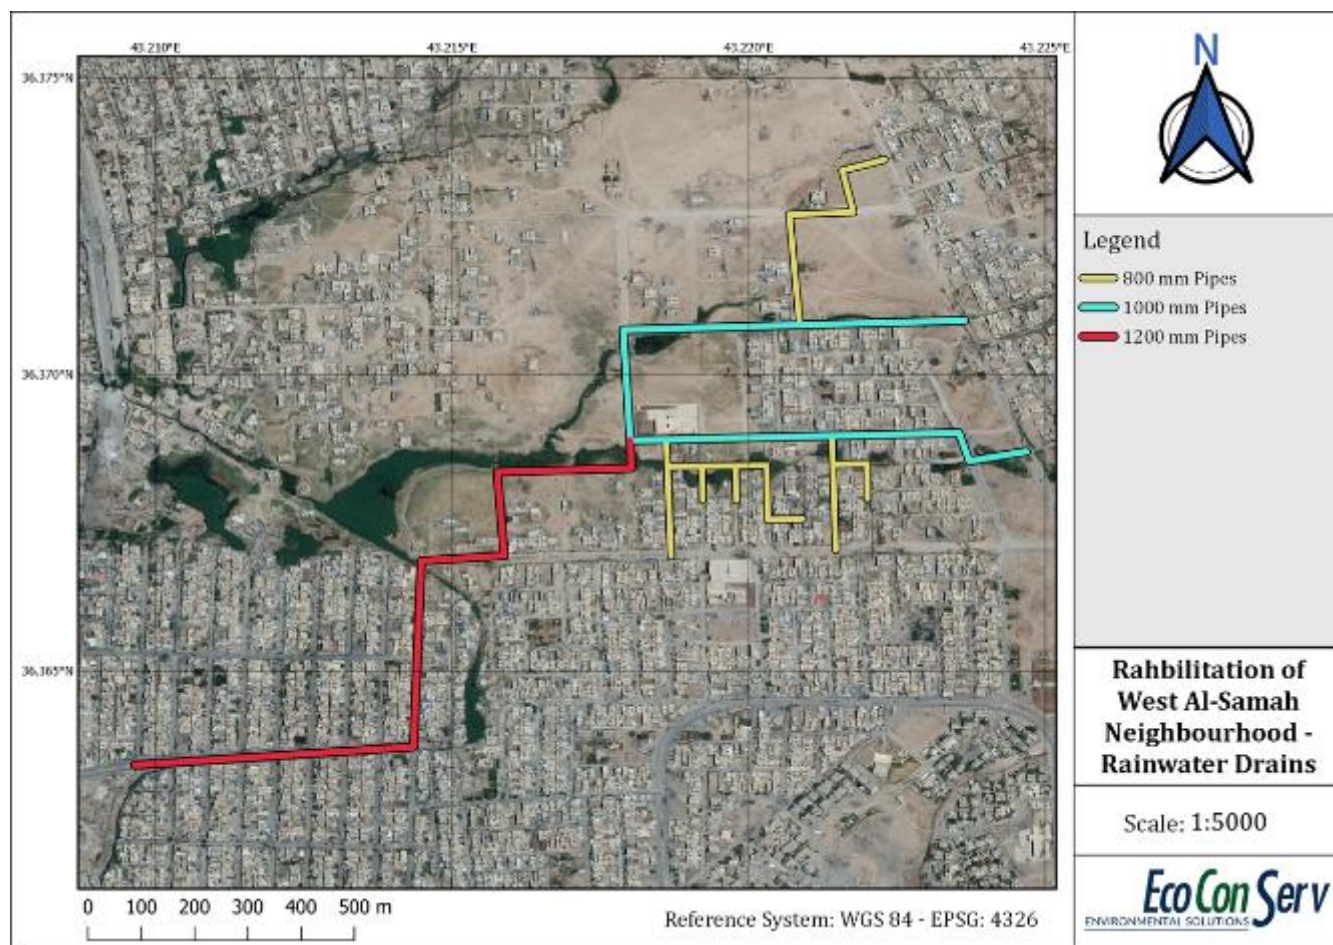 43.210°E 43.215°E 43.220°E 43.225°E
36.375°N
36.370°N
36.365°N
N
Legend
800 mm Pipes
1000 mm Pipes
1200 mm Pipes
Rahbilitation of
West Al-Samah
Neighbourhood -
Rainwater Drains
Scale: 1:5000
EcoConServ
ENVIRONMENTAL SOLUTIONS
0 100 200 300 400 500 m
Reference System: WGS 84 - EPSG: 4326